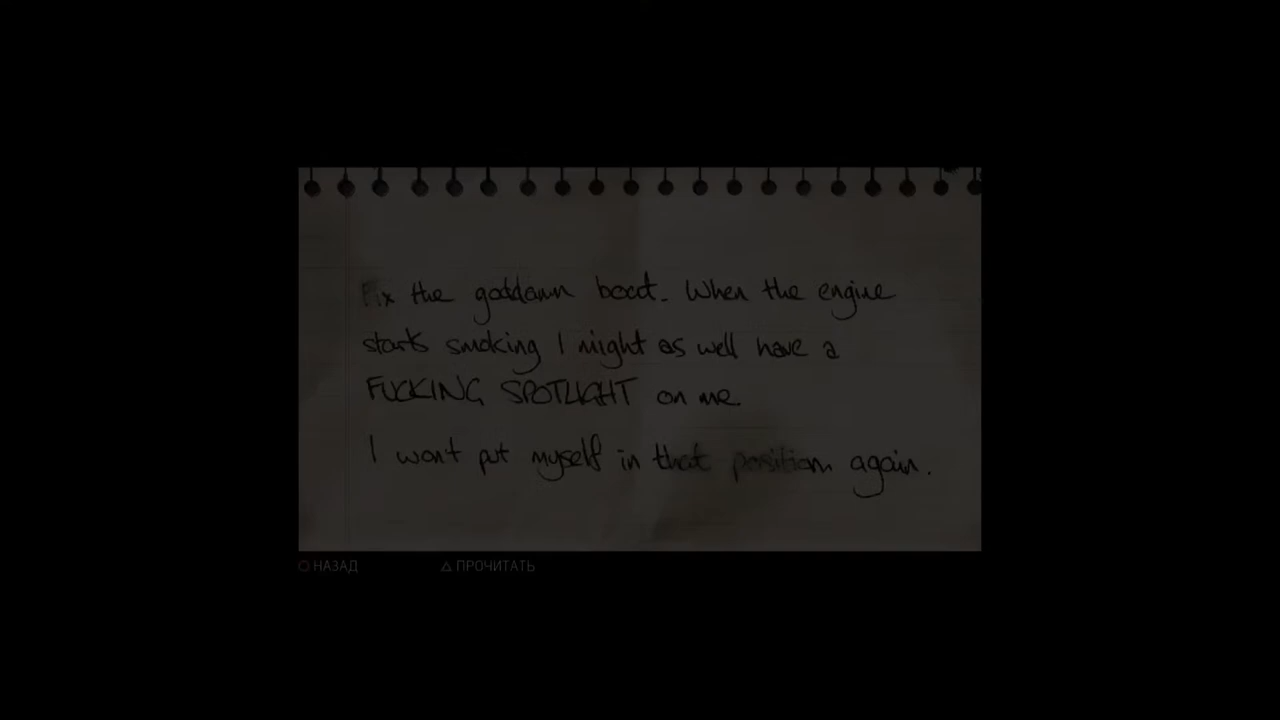 Fix the goddamn boat. When the engine
starts smoking I might as well have a
FUCKING SPOTLIGHT on me.
I won't put myself in that position again.
НАЗАД
ПРОЧИТАТЬ